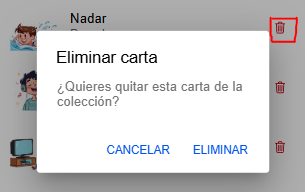 Nadar
Eliminar carta
¿Quieres quitar esta carta de la
colección?
CANCELAR
ELIMINAR